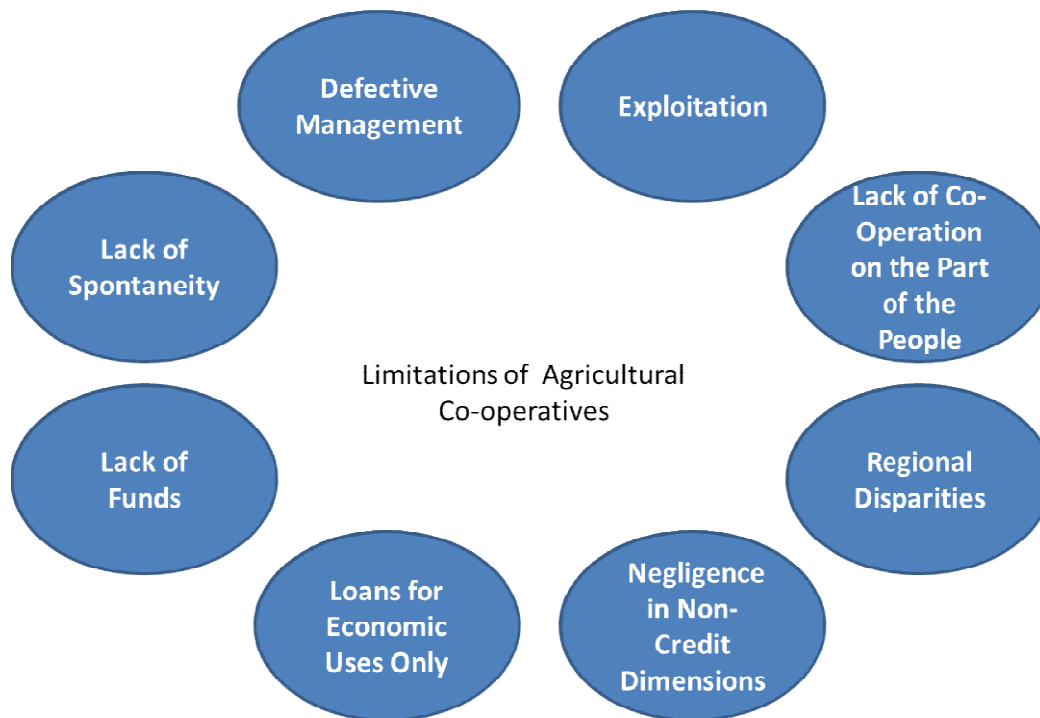 Defective
Management
Exploitation
Lack of Co-
Operation
on the Part
of the
People
Regional
Disparities
Negligence
in Non-
Credit
Dimensions
Loans for
Economic
Uses Only
Lack of
Funds
Lack of
Spontaneity
Limitations of Agricultural
Co-operatives